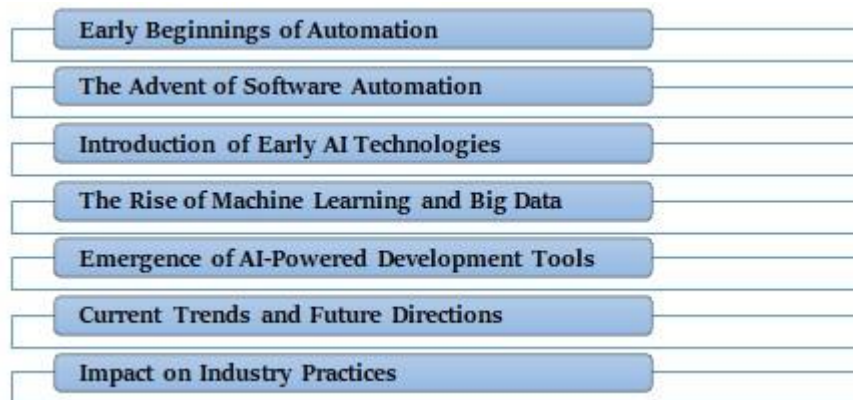 Early Beginnings of Automation
The Advent of Software Automation
Introduction of Early AI Technologies
The Rise of Machine Learning and Big Data
Emergence of AI-Powered Development Tools
Current Trends and Future Directions
Impact on Industry Practices